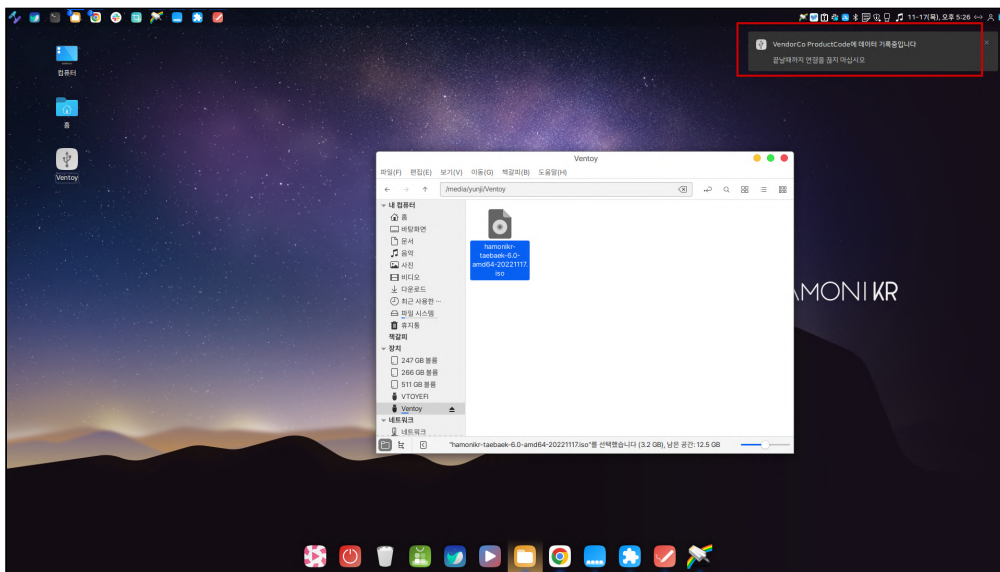 11-17(목), 오후 5:26
VendorCo ProductCode에 데이터 기록중입니다
끝날때까지 연결을 끊지 마십시오
컴퓨터
홈
Ventoy
Ventoy
파일(F) 편집(E) 보기(V) 이동(G) 책갈피(B) 도움말(H)
/media/yunji/Ventoy
내 컴퓨터
홈
바탕화면
문서
음악
사진
비디오
다운로드
최근 사용한 ...
파일 시스템
휴지통
책갈피
장치
247 GB 볼륨
266 GB 볼륨
511 GB 볼륨
VTOYEFI
Ventoy
네트워크
네트워크
hamonikr-
taebaek-6.0-
amd64-20221117.
iso
"hamonikr-taebaek-6.0-amd64-20221117.iso"를 선택했습니다 (3.2 GB), 남은 공간: 12.5 GB
MONIKR